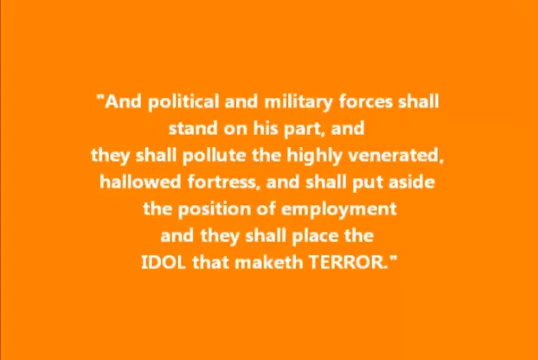 "And political and military forces shall
stand on his part, and
they shall pollute the highly venerated,
hallowed fortress, and shall put aside
the position of employment
and they shall place the
IDOL that maketh TERROR."